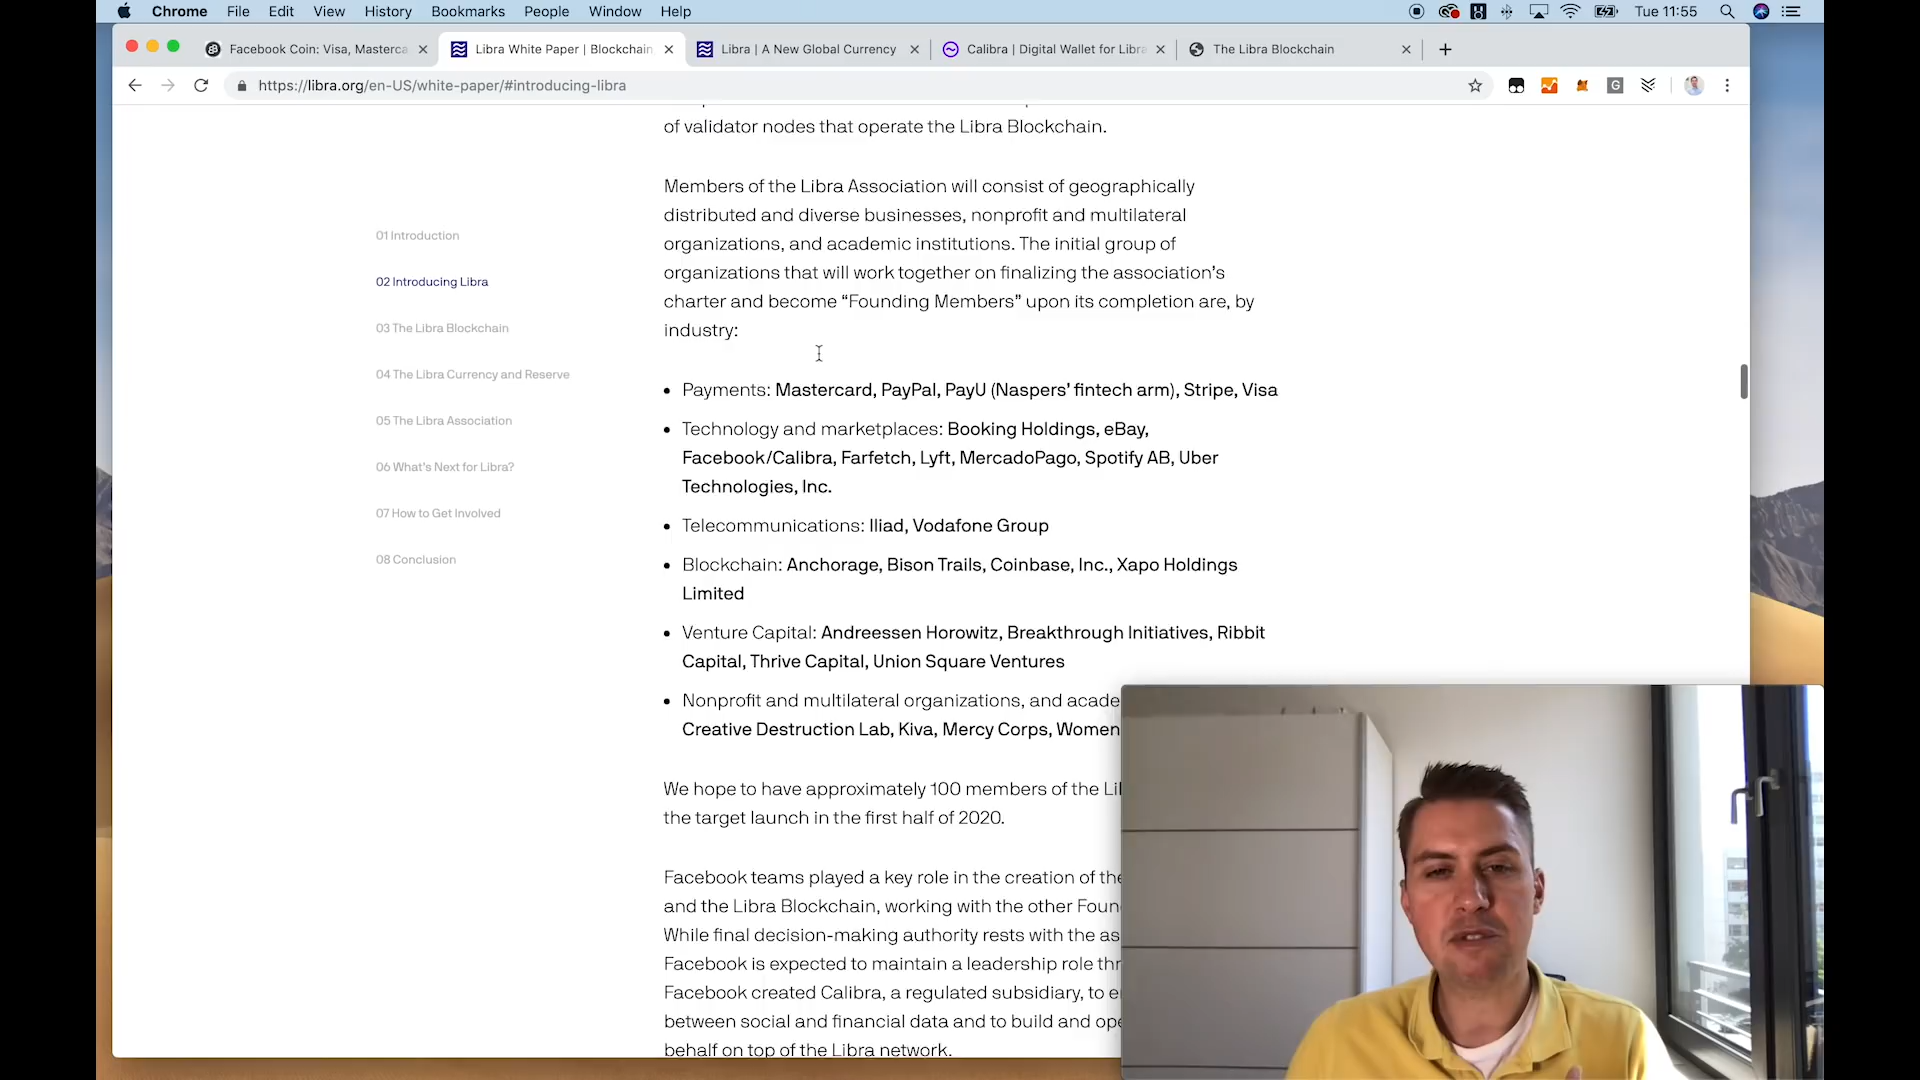 Chrome File Edit View History Bookmarks People Window Help Tue 11:55
Facebook Coin: Visa, Masterca
Libra White Paper | Blockchain,
Libra | A New Global Currency
Calibra | Digital Wallet for Libra
The Libra Blockchain
https://libra.org/en-US/white-paper/#introducing-libra
of validator nodes that operate the Libra Blockchain.
Members of the Libra Association will consist of geographically
distributed and diverse businesses, nonprofit and multilateral
organizations, and academic institutions. The initial group of
organizations that will work together on finalizing the association's
charter and become “Founding Members” upon its completion are, by
industry:
01 Introduction
02 Introducing Libra
03 The Libra Blockchain
04 The Libra Currency and Reserve
05 The Libra Association
06 What's Next for Libra?
07 How to Get Involved
08 Conclusion
• Payments: Mastercard, PayPal, PayU (Naspers' fintech arm), Stripe, Visa
• Technology and marketplaces: Booking Holdings, eBay,
Facebook/Calibra, Farfetch, Lyft, MercadoPago, Spotify AB, Uber
Technologies, Inc.
• Telecommunications: Iliad, Vodafone Group
• Blockchain: Anchorage, Bison Trails, Coinbase, Inc., Xapo Holdings
Limited
• Venture Capital: Andreessen Horowitz, Breakthrough Initiatives, Ribbit
Capital, Thrive Capital, Union Square Ventures
• Nonprofit and multilateral organizations, and acade
Creative Destruction Lab, Kiva, Mercy Corps, Women
We hope to have approximately 100 members of the Li
the target launch in the first half of 2020.
Facebook teams played a key role in the creation of the
and the Libra Blockchain, working with the other Foun
While final decision-making authority rests with the as
Facebook is expected to maintain a leadership role thr
Facebook created Calibra, a regulated subsidiary, to e
between social and financial data and to build and ope
behalf on top of the Libra network.